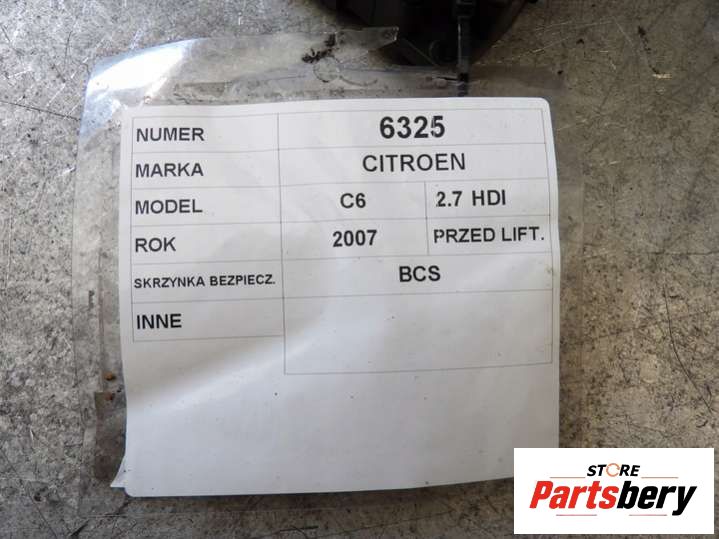 NUMER 6325
MARKA CITROEN
MODEL C6 2.7 HDI
ROK 2007 PRZED LIFT.
SKRZYNKA BEZPIECZ. BCS
INNE
STORE
Partsbery